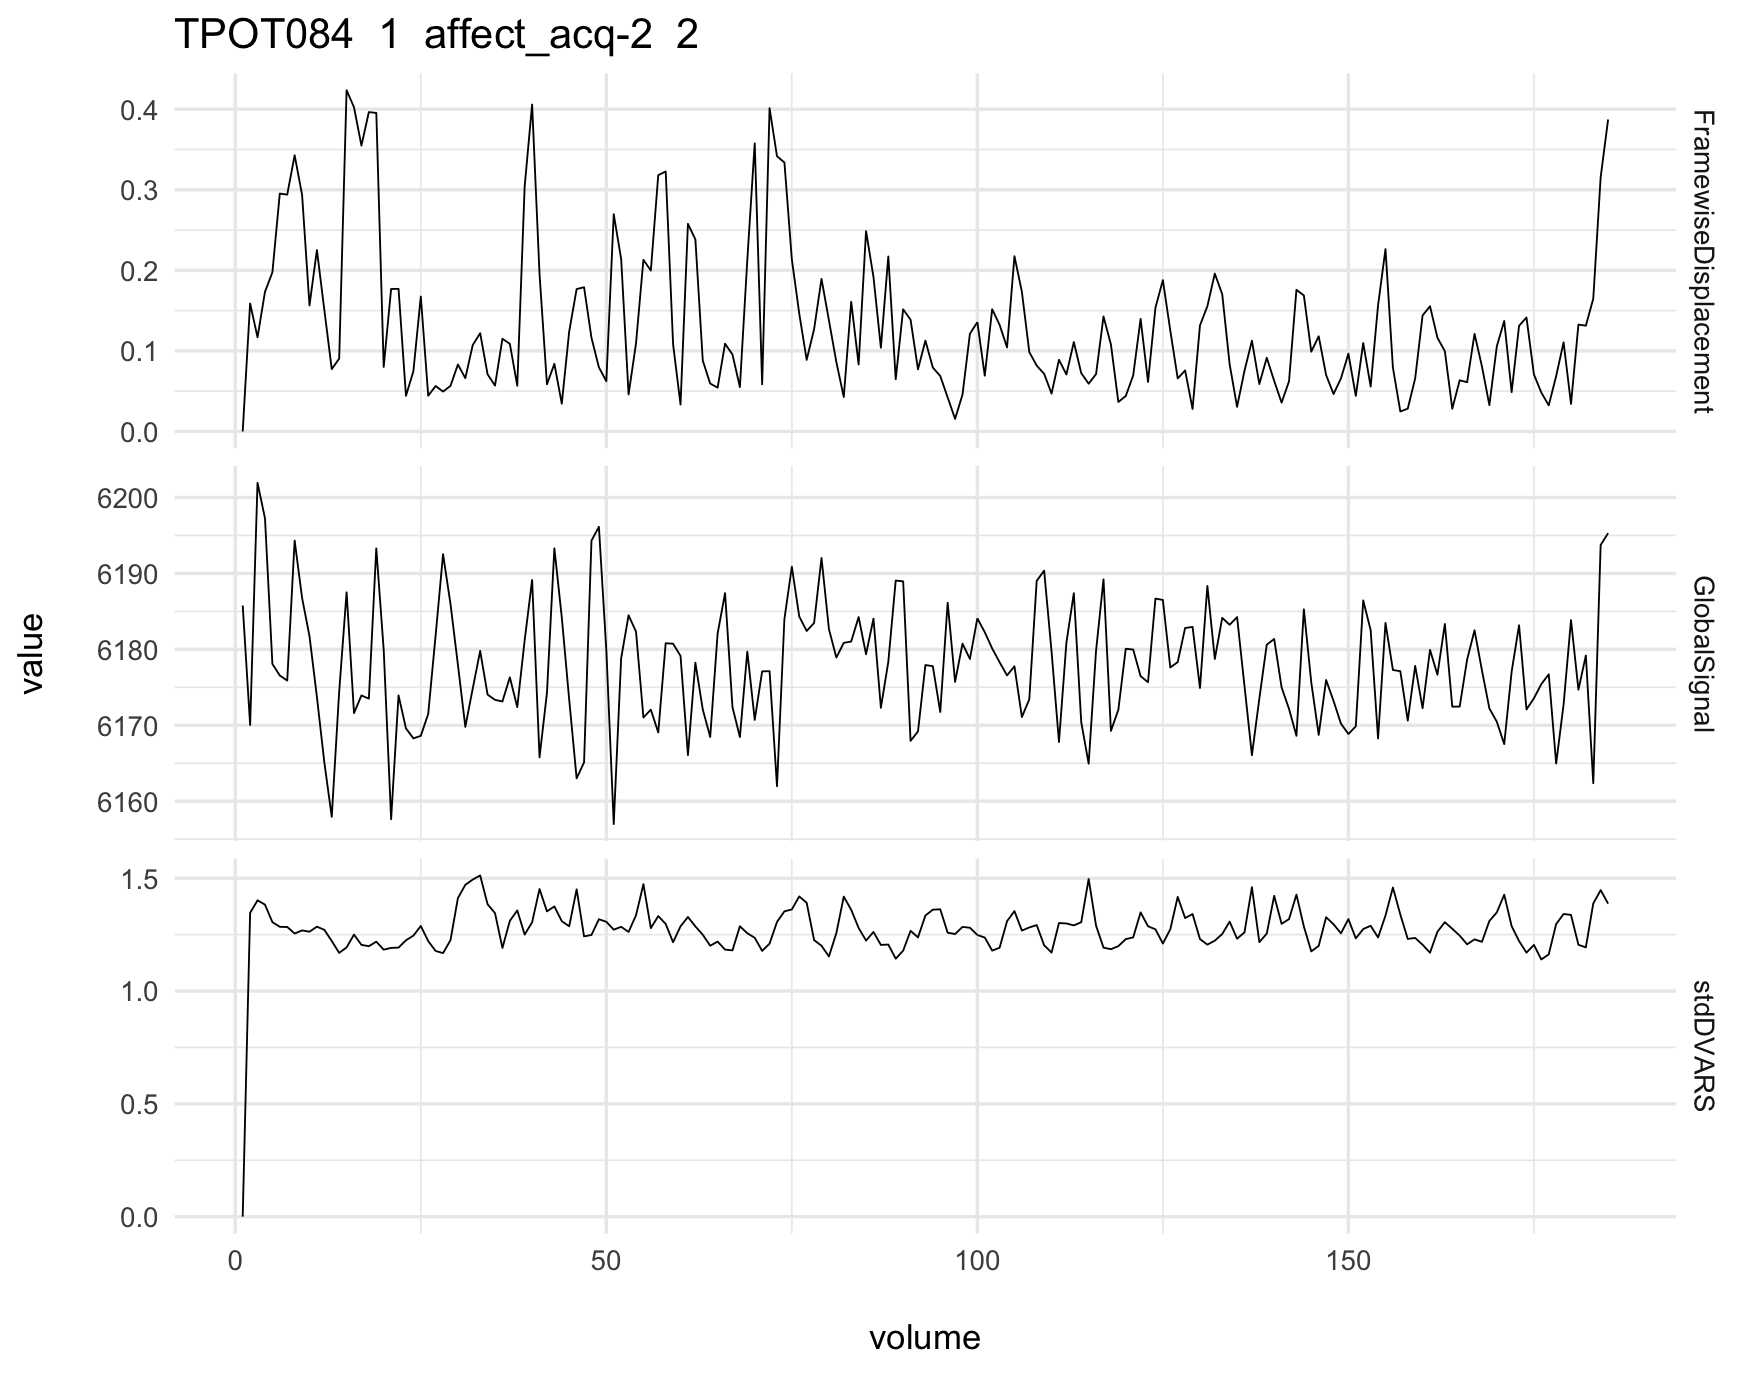 TPOT084  1  affect_acq-2  2
0.4
0.3
0.2
0.1
0.0
FramewiseDisplacement
6200
6190
6180
6170
6160
GlobalSignal
value
1.5
1.0
0.5
0.0
stdDVARS
0 50 100 150
volume